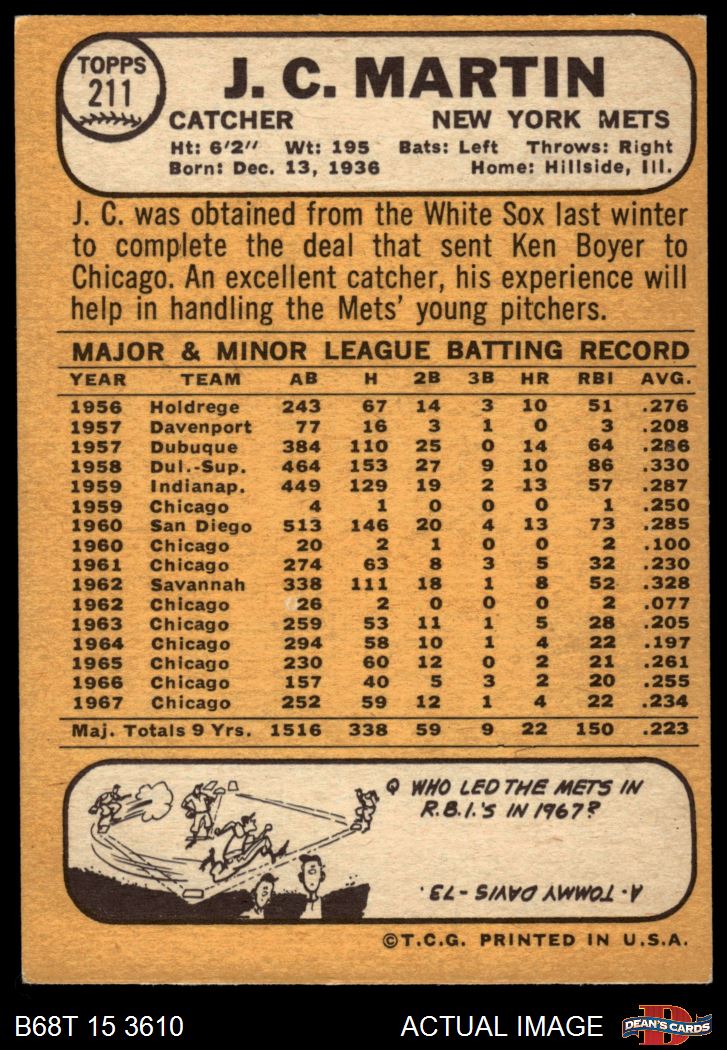 TOPPS
211
J. C. MARTIN
CATCHER NEW YORK METS
Ht: 6'2" Wt: 195 Bats: Left Throws: Right
Born: Dec. 13, 1936 Home: Hillside, Ill.
J. C. was obtained from the White Sox last winter
to complete the deal that sent Ken Boyer to
Chicago. An excellent catcher, his experience will
help in handling the Mets' young pitchers.
MAJOR & MINOR LEAGUE BATTING RECORD
YEAR TEAM AB H 2B 3B HR RBI AVG.
1956 Holdrege 243 67 14 3 10 51 .276
1957 Davenport 77 16 3 1 0 3 .208
1957 Dubuque 384 110 25 0 14 64 .286
1958 Dul.-Sup. 464 153 27 9 10 86 .330
1959 Indianap. 449 129 19 2 13 57 .287
1959 Chicago 4 1 0 0 0 1 .250
1960 San Diego 513 146 20 4 13 73 .285
1960 Chicago 20 2 1 0 0 2 .100
1961 Chicago 274 63 8 3 5 32 .230
1962 Savannah 338 111 18 1 8 52 .328
1962 Chicago 26 2 0 0 0 2 .077
1963 Chicago 259 53 11 1 5 28 .205
1964 Chicago 294 58 10 1 4 22 .197
1965 Chicago 230 60 12 0 2 21 .261
1966 Chicago 157 40 5 3 2 20 .255
1967 Chicago 252 59 12 1 4 22 .234
Maj. Totals 9 Yrs. 1516 338 59 9 22 150 .223
Q WHO LED THE METS IN
R.B.I.'S IN 1967?
A - TOMMY DAVIS - 73.
©T.C.G. PRINTED IN U.S.A.
B68T 15 3610 ACTUAL IMAGE
D
DEAN'S CARDS